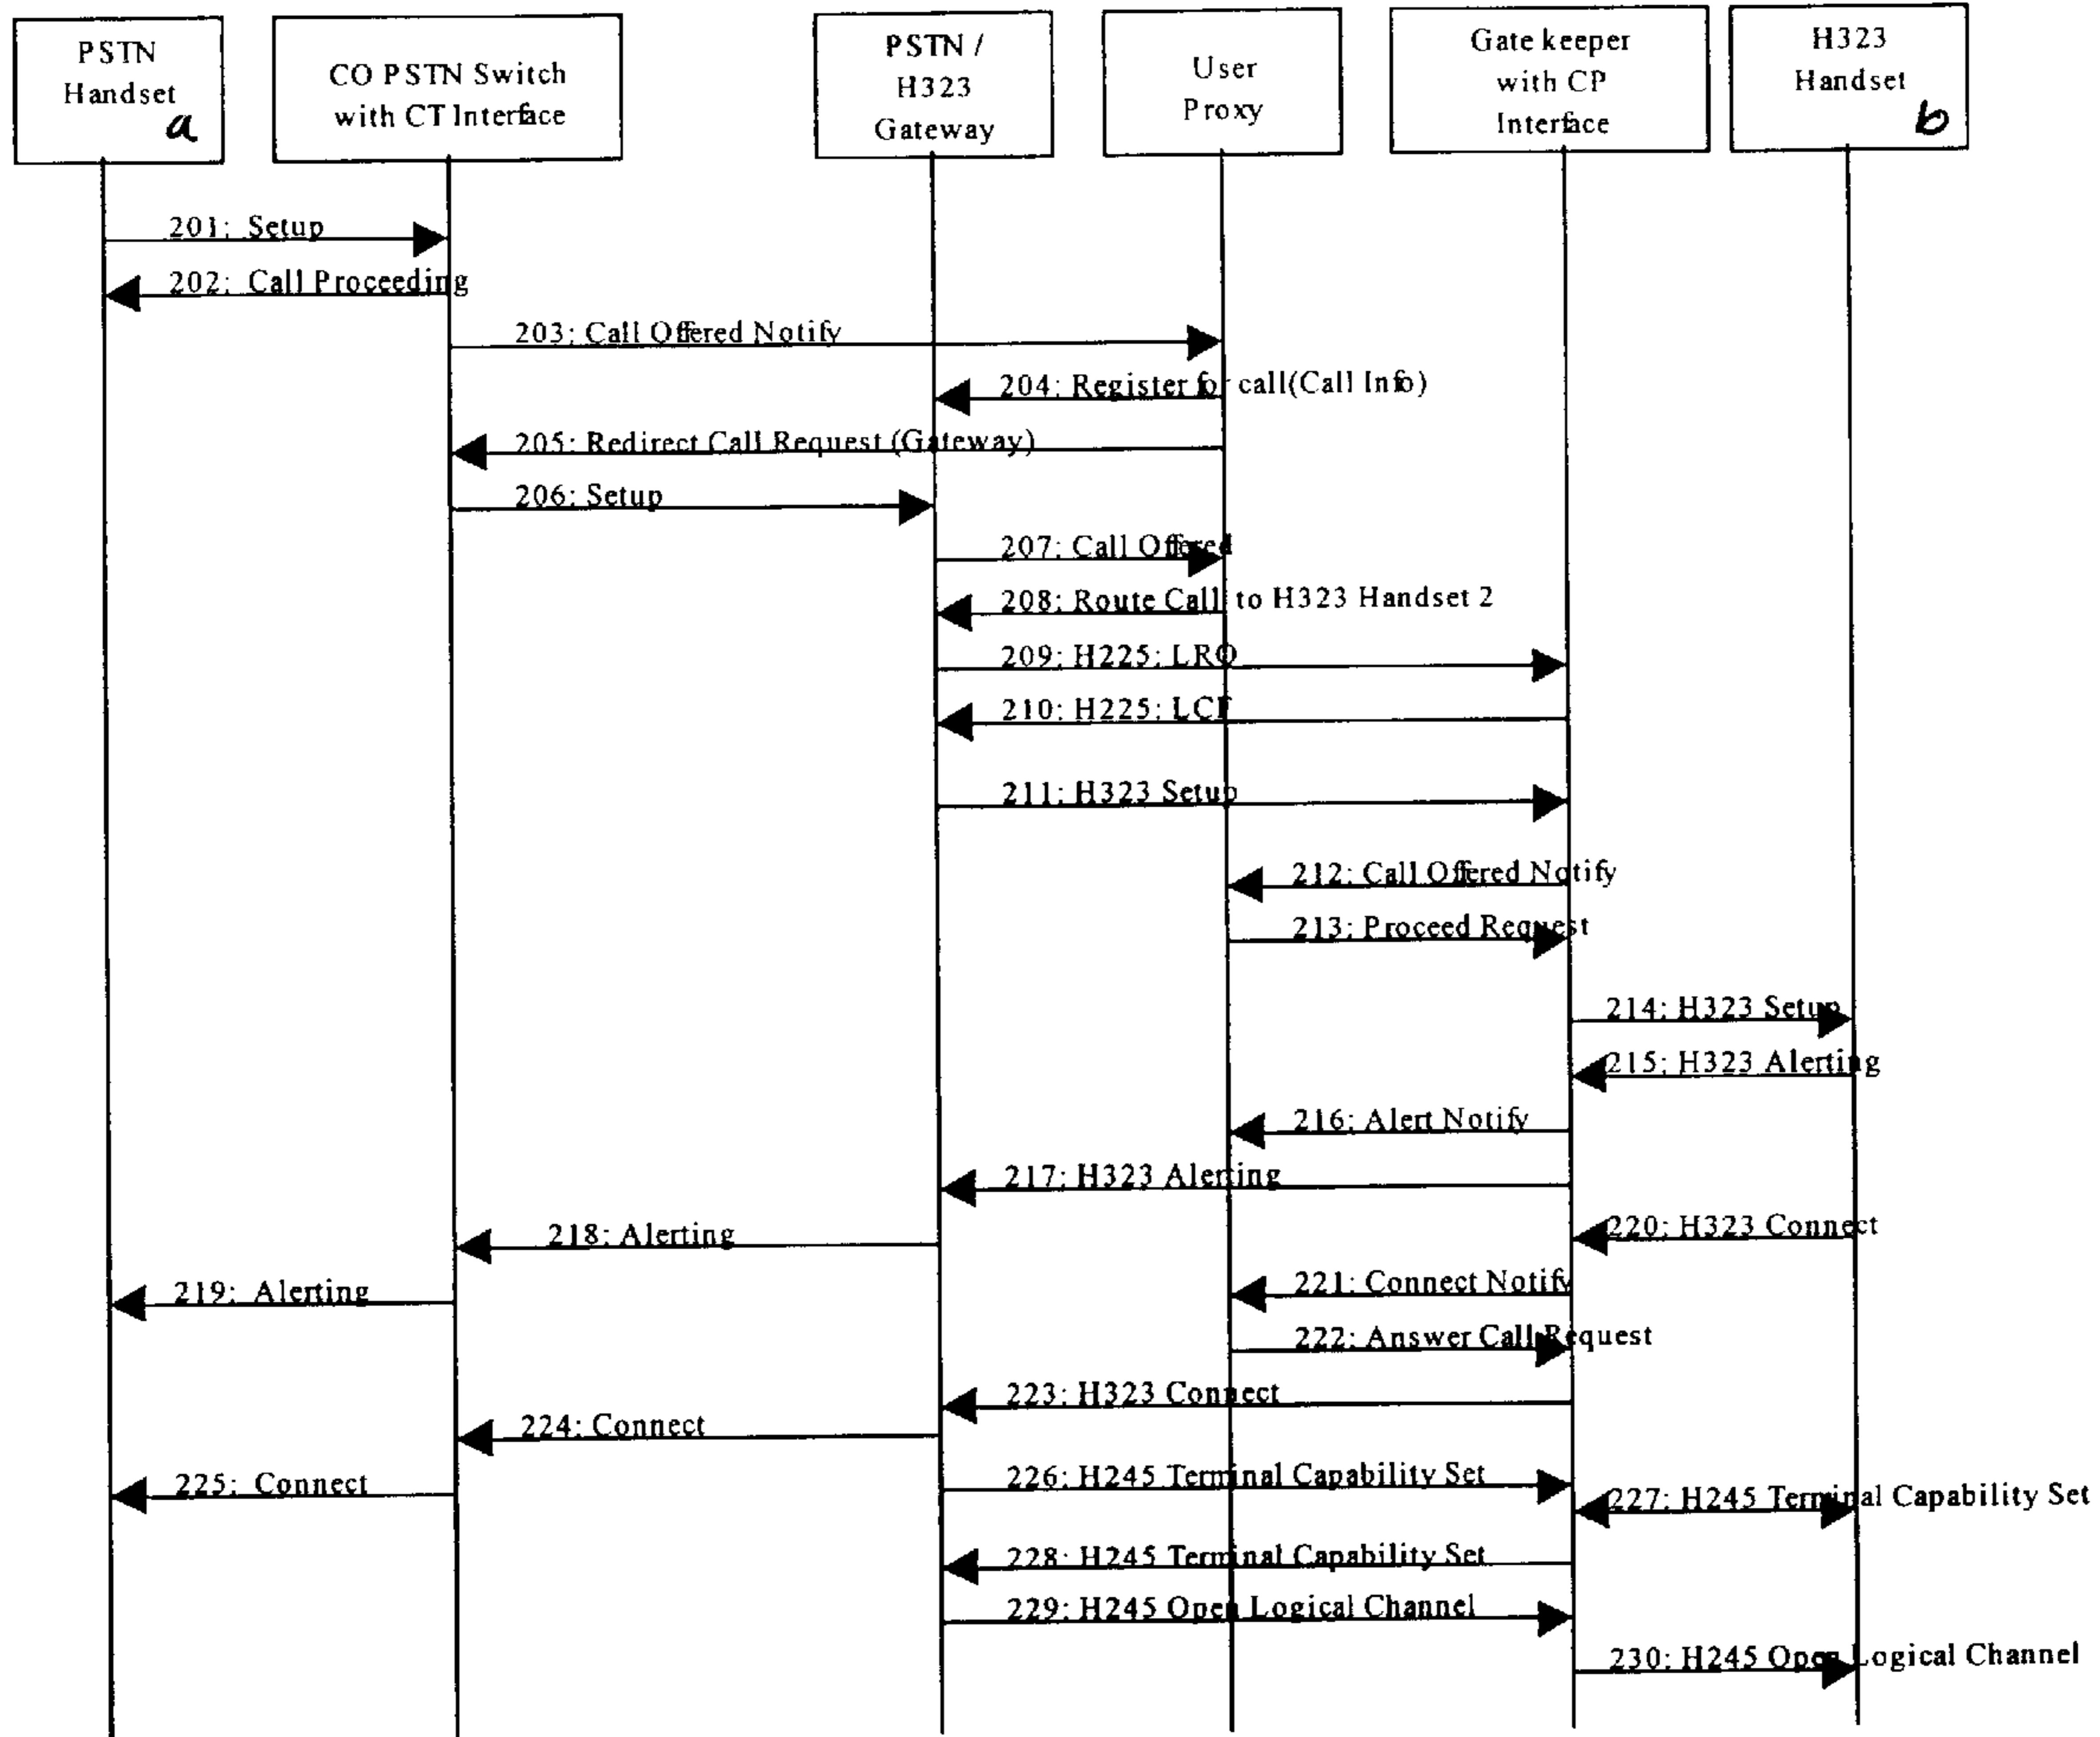 PSTN
Handset
a
CO PSTN Switch
with CT Interface
PSTN /
H323
Gateway
User
Proxy
Gate keeper
with CP
Interface
H323
Handset
b
201: Setup
202: Call Proceeding
203: Call Offered Notify
204: Register for call(Call Info)
205: Redirect Call Request (Gateway)
206: Setup
207: Call Offered
208: Route Call to H323 Handset 2
209: H225: LRQ
210: H225: LCF
211: H323 Setup
212: Call Offered Notify
213: Proceed Request
214: H323 Setup
215: H323 Alerting
216: Alert Notify
217: H323 Alerting
218: Alerting
220: H323 Connect
219: Alerting
221: Connect Notify
222: Answer Call Request
223: H323 Connect
224: Connect
225: Connect
226: H245 Terminal Capability Set
227: H245 Terminal Capability Set
228: H245 Terminal Capability Set
229: H245 Open Logical Channel
230: H245 Open Logical Channel